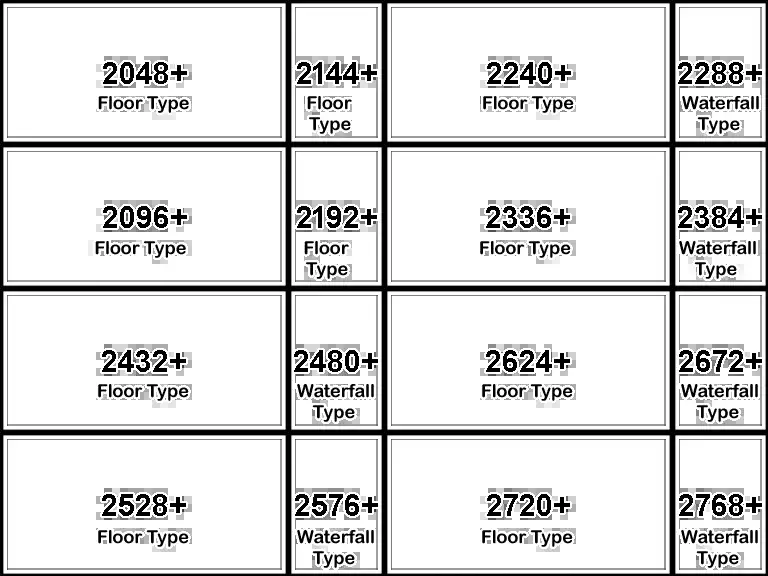 2048+
Floor Type
2144+
Floor
Type
2240+
Floor Type
2288+
Waterfall
Type
2096+
Floor Type
2192+
Floor
Type
2336+
Floor Type
2384+
Waterfall
Type
2432+
Floor Type
2480+
Waterfall
Type
2624+
Floor Type
2672+
Waterfall
Type
2528+
Floor Type
2576+
Waterfall
Type
2720+
Floor Type
2768+
Waterfall
Type